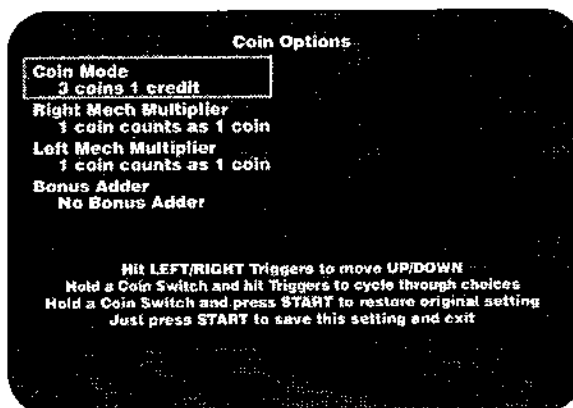 Coin Options
Coin Mode
3 coins 1 credit
Right Mech Multiplier
1 coin counts as 1 coin
Left Mech Multiplier
1 coin counts as 1 coin
Bonus Adder
No Bonus Adder
Hit LEFT/RIGHT Triggers to move UP/DOWN
Hold a Coin Switch and hit Triggers to cycle through choices
Hold a Coin Switch and press START to restore original setting
Just press START to save this setting and exit